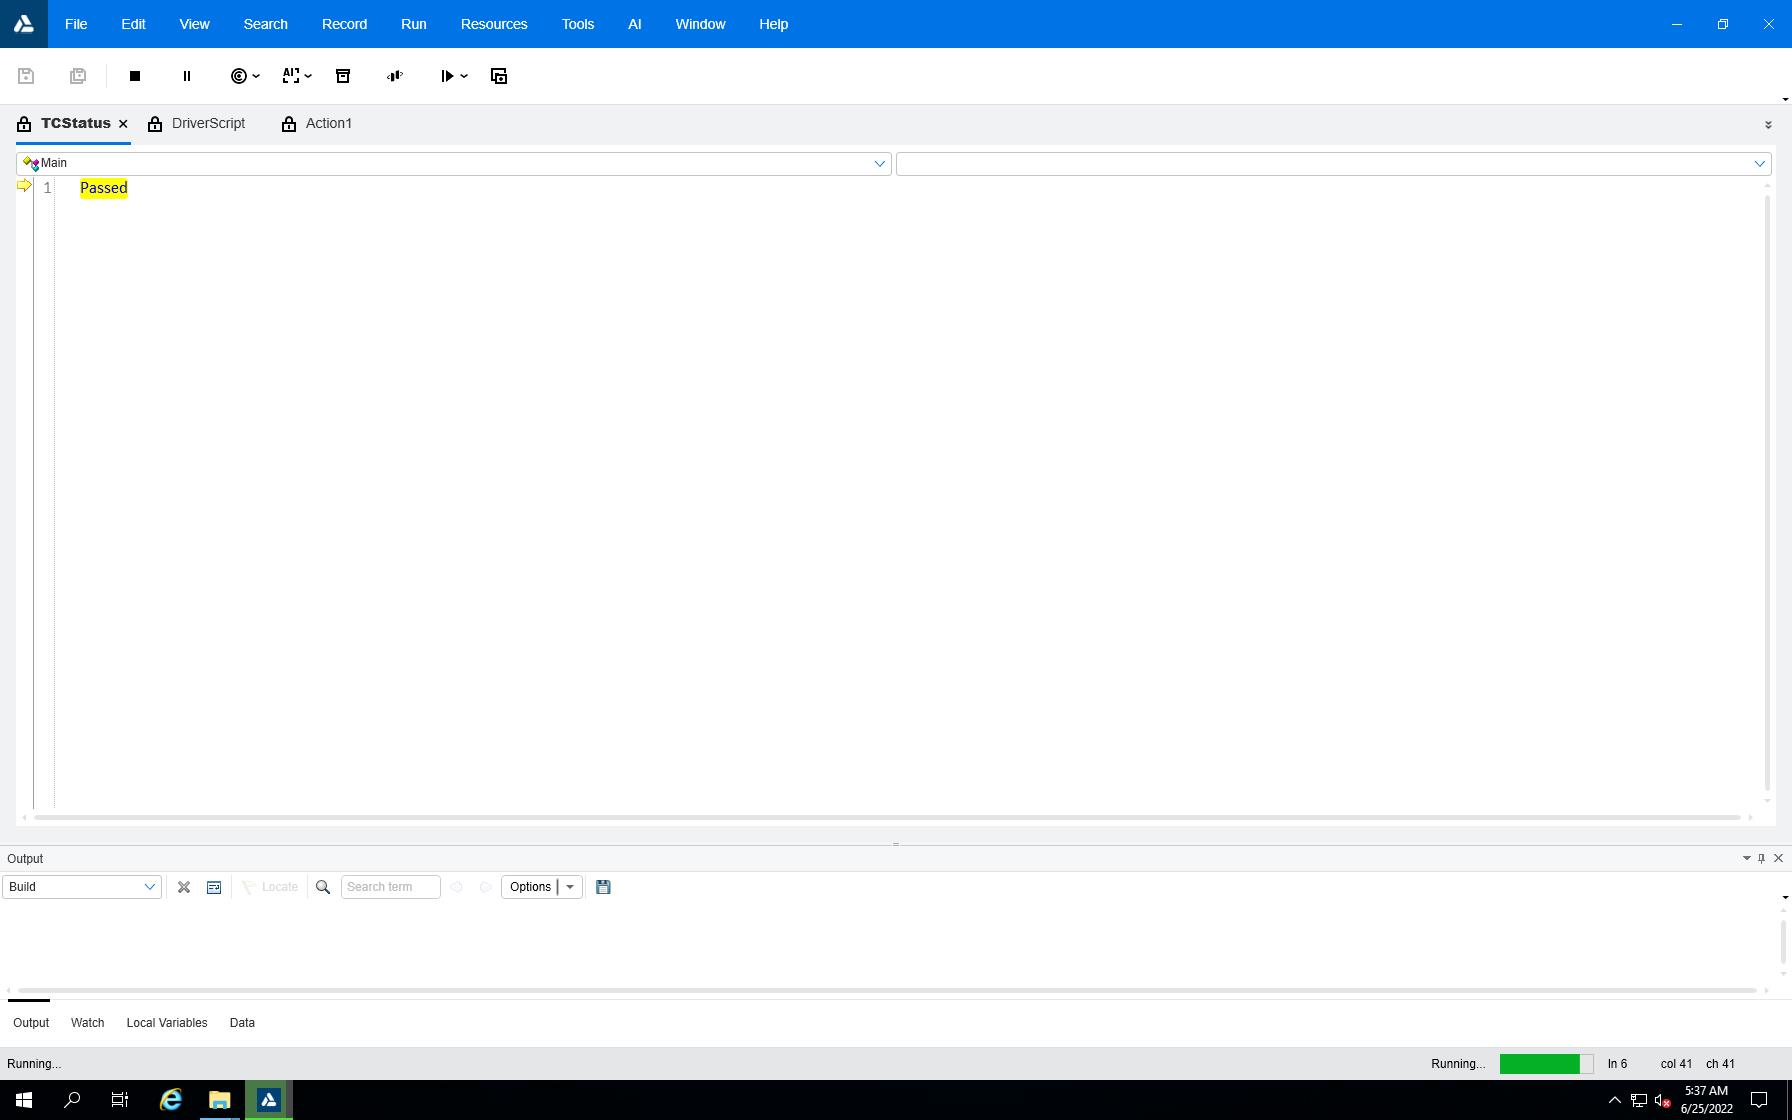 File Edit View Search Record Run Resources Tools AI Window Help
AI
TCStatus DriverScript Action1
Main
1 Passed
Output
Build Locate Search term Options
Output Watch Local Variables Data
Running... Running... ln 6 col 41 ch 41
5:37 AM
6/25/2022